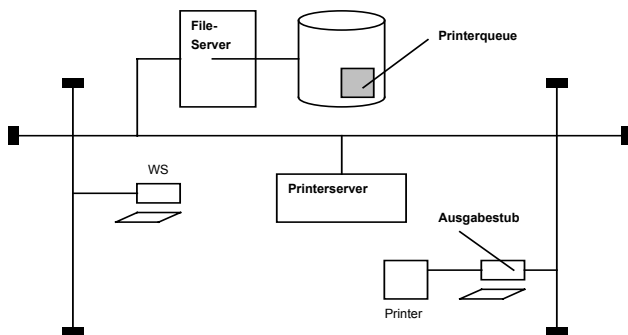 File-
Server
Printerqueue
WS
Printerserver
Ausgabestub
Printer